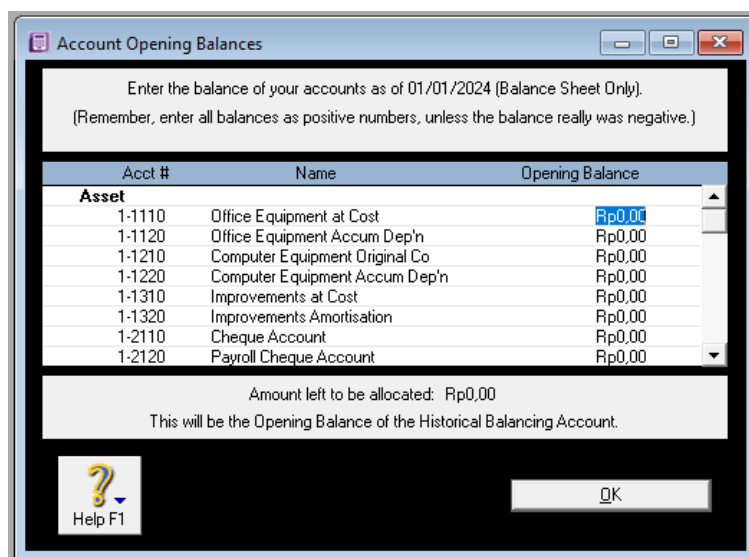 Account Opening Balances
Enter the balance of your accounts as of 01/01/2024 (Balance Sheet Only).
(Remember, enter all balances as positive numbers, unless the balance really was negative.)
Acct # Name Opening Balance
Asset
1-1110 Office Equipment at Cost Rp0,00
1-1120 Office Equipment Accum Dep'n Rp0,00
1-1210 Computer Equipment Original Co Rp0,00
1-1220 Computer Equipment Accum Dep'n Rp0,00
1-1310 Improvements at Cost Rp0,00
1-1320 Improvements Amortisation Rp0,00
1-2110 Cheque Account Rp0,00
1-2120 Payroll Cheque Account Rp0,00
Amount left to be allocated: Rp0,00
This will be the Opening Balance of the Historical Balancing Account.
Help F1
OK